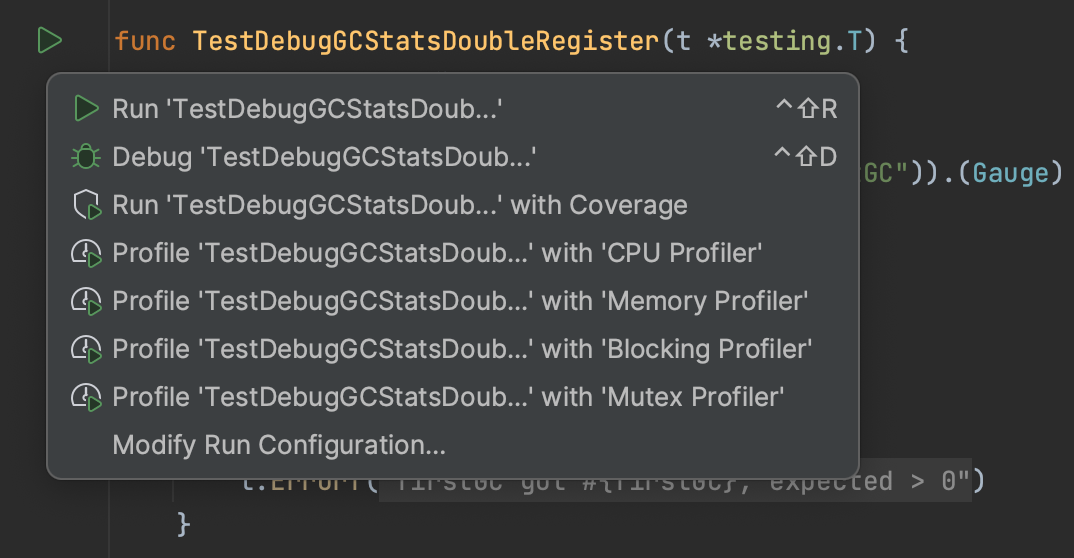 func TestDebugGCStatsDoubleRegister(t *testing.T) {
Run 'TestDebugGCStatsDoub...' ^⇧R
Debug 'TestDebugGCStatsDoub...' ^⇧D
GC")).(Gauge)
Run 'TestDebugGCStatsDoub...' with Coverage
Profile 'TestDebugGCStatsDoub...' with 'CPU Profiler'
Profile 'TestDebugGCStatsDoub...' with 'Memory Profiler'
Profile 'TestDebugGCStatsDoub...' with 'Blocking Profiler'
Profile 'TestDebugGCStatsDoub...' with 'Mutex Profiler'
Modify Run Configuration...
t.Errorf("firstGC got #{firstGC}, expected > 0")
}